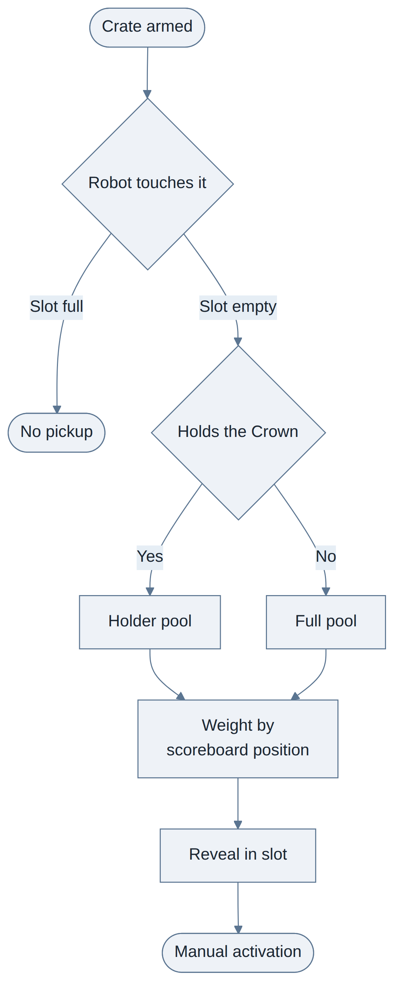 Crate armed
Robot touches it
Slot full
Slot empty
No pickup
Holds the Crown
Yes
No
Holder pool
Full pool
Weight by
scoreboard position
Reveal in slot
Manual activation